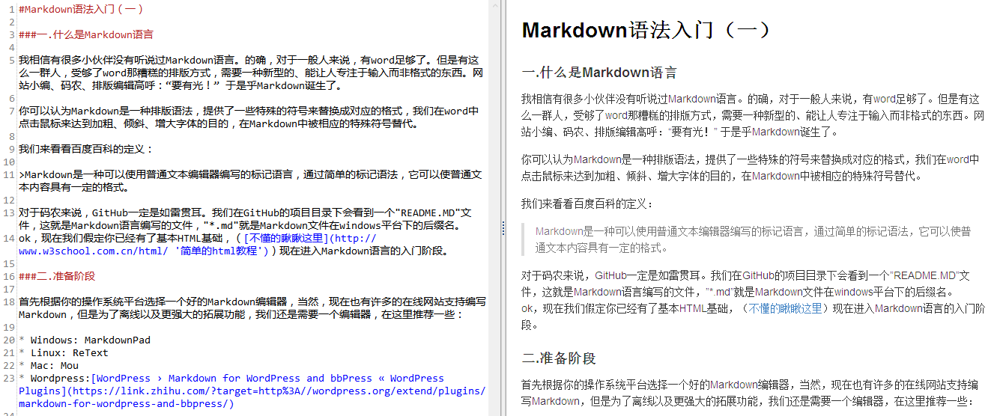 1 #Markdown语法入门（一）
2
3 ###一.什么是Markdown语言
4
5 我相信有很多小伙伴没有听说过Markdown语言。的确，对于一般人来说，有word足够了。但是有这
么一群人，受够了word那糟糕的排版方式，需要一种新型的、能让人专注于输入而非格式的东西。网
站小编、码农、排版编辑高呼：“要有光！” 于是乎Markdown诞生了。
6
7 你可以认为Markdown是一种排版语法，提供了一些特殊的符号来替换成对应的格式，我们在word中
点击鼠标来达到加粗、倾斜、增大字体的目的，在Markdown中被相应的特殊符号替代。
8
9 我们来看看百度百科的定义：
10
11 >Markdown是一种可以使用普通文本编辑器编写的标记语言，通过简单的标记语法，它可以使普通文
本内容具有一定的格式。
12
13 对于码农来说，GitHub一定是如雷贯耳。我们在GitHub的项目目录下会看到一个"README.MD"文
件，这就是Markdown语言编写的文件，"*.md"就是Markdown文件在windows平台下的后缀名。
14 ok，现在我们假定你已经有了基本HTML基础，（[不懂的瞅瞅这里](http://
www.w3school.com.cn/html/ '简单的html教程')）现在进入Markdown语言的入门阶段。
15
16 ###二.准备阶段
17
18 首先根据你的操作系统平台选择一个好的Markdown编辑器，当然，现在也有许多的在线网站支持编写
Markdown，但是为了离线以及更强大的拓展功能，我们还是需要一个编辑器，在这里推荐一些：
19
20 * Windows: MarkdownPad
21 * Linux: ReText
22 * Mac: Mou
23 * Wordpress:[WordPress › Markdown for WordPress and bbPress « WordPress
Plugins](https://link.zhihu.com/?target=http%3A//wordpress.org/extend/plugins/
markdown-for-wordpress-and-bbpress/)
Markdown语法入门（一）
一.什么是Markdown语言
我相信有很多小伙伴没有听说过Markdown语言。的确，对于一般人来说，有word足够了。但是有这
么一群人，受够了word那糟糕的排版方式，需要一种新型的、能让人专注于输入而非格式的东西。网
站小编、码农、排版编辑高呼：“要有光！” 于是乎Markdown诞生了。
你可以认为Markdown是一种排版语法，提供了一些特殊的符号来替换成对应的格式，我们在word中
点击鼠标来达到加粗、倾斜、增大字体的目的，在Markdown中被相应的特殊符号替代。
我们来看看百度百科的定义：
Markdown是一种可以使用普通文本编辑器编写的标记语言，通过简单的标记语法，它可以使普
通文本内容具有一定的格式。
对于码农来说，GitHub一定是如雷贯耳。我们在GitHub的项目目录下会看到一个”README.MD”文
件，这就是Markdown语言编写的文件，”*.md”就是Markdown文件在windows平台下的后缀名。
ok，现在我们假定你已经有了基本HTML基础，（不懂的瞅瞅这里）现在进入Markdown语言的入门阶
段。
二.准备阶段
首先根据你的操作系统平台选择一个好的Markdown编辑器，当然，现在也有许多的在线网站支持编
写Markdown，但是为了离线以及更强大的拓展功能，我们还是需要一个编辑器，在这里推荐一些：